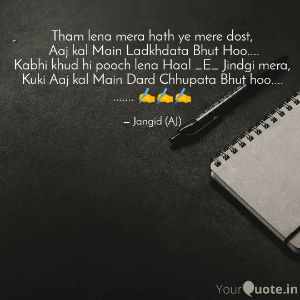 Tham lena mera hath ye mere dost,
Aaj kal Main Ladkhdata Bhut Hoo....
Kabhi khud hi pooch lena Haal _E_ Jindgi mera,
Kuki Aaj kal Main Dard Chhupata Bhut hoo....
....... ✍️✍️✍️
– Jangid (AJ)
YourQuote.in